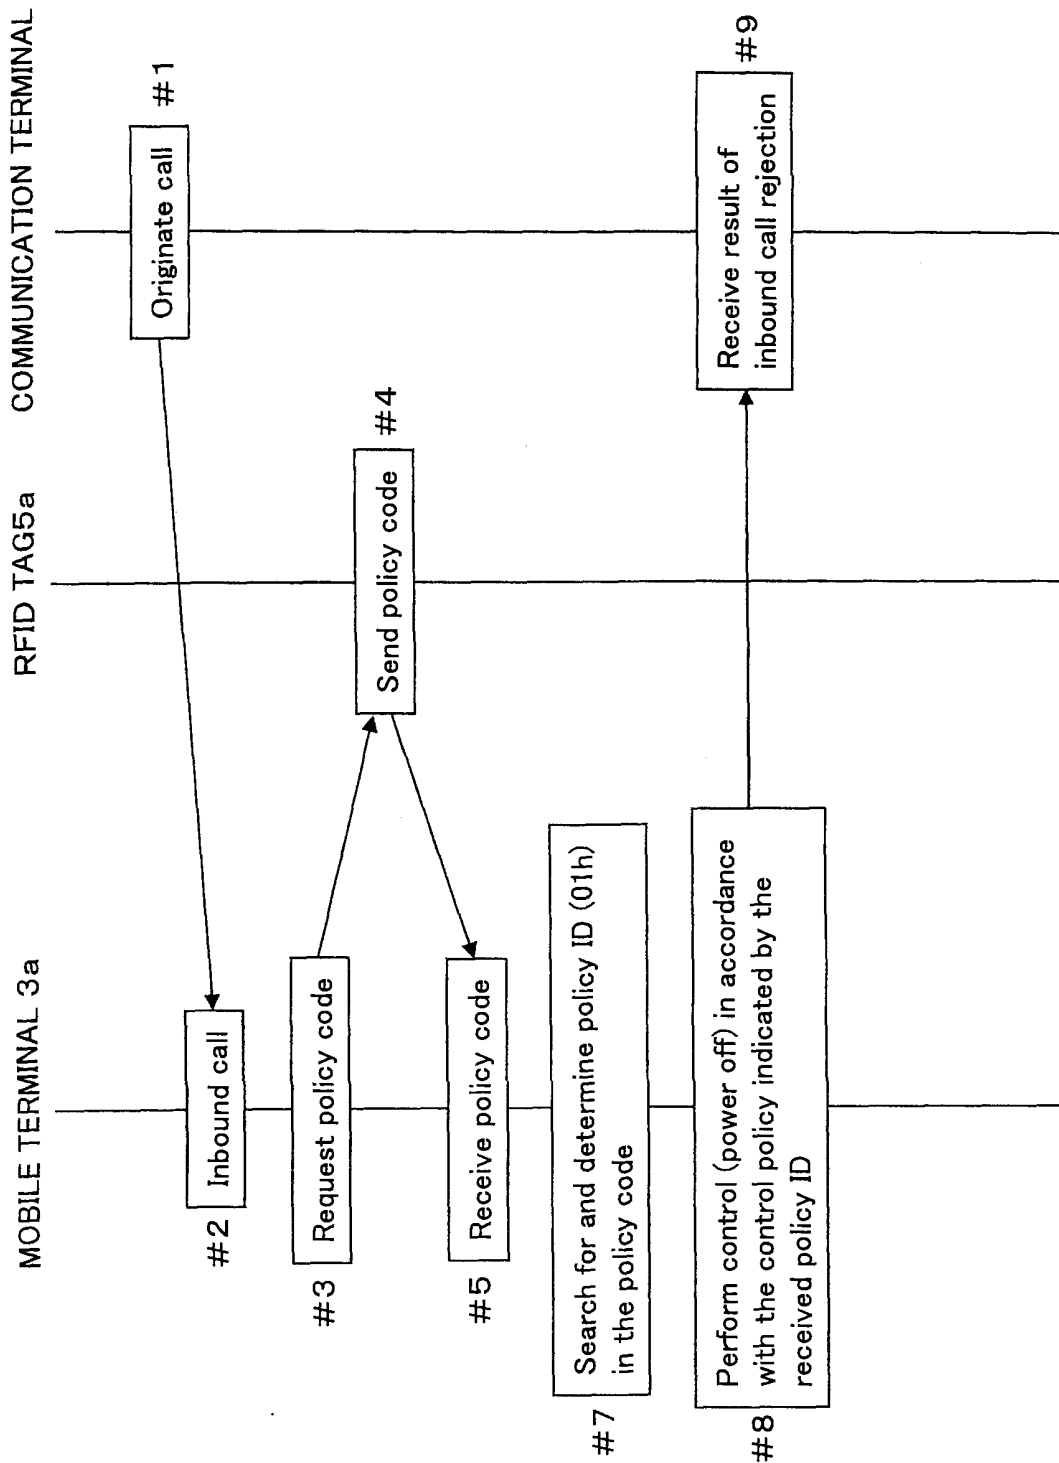 MOBILE TERMINAL 3a
RFID TAG5a
COMMUNICATION TERMINAL
Originate call
#1
#2
Inbound call
#3
Request policy code
Send policy code
#4
#5
Receive policy code
#7
Search for and determine policy ID (01h)
in the policy code
#8
Perform control (power off) in accordance
with the control policy indicated by the
received policy ID
Receive result of
inbound call rejection
#9